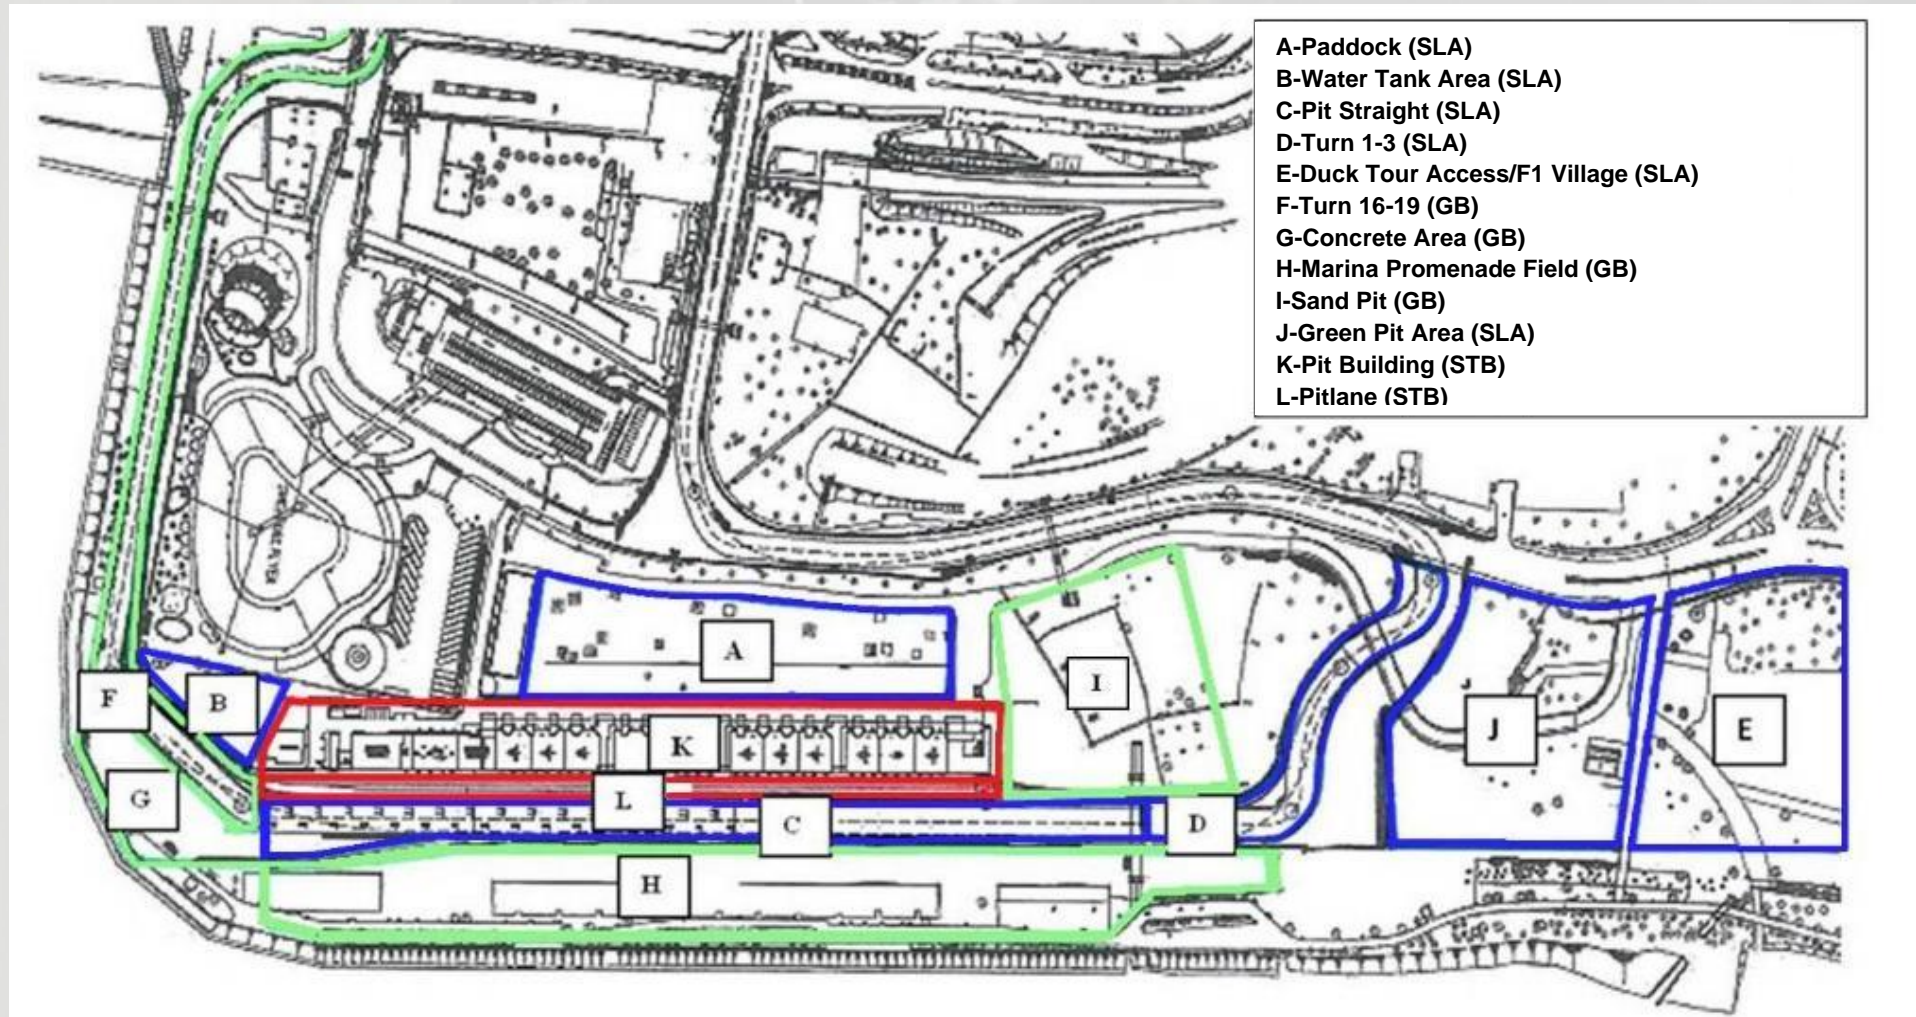 A-Paddock (SLA)
B-Water Tank Area (SLA)
C-Pit Straight (SLA)
D-Turn 1-3 (SLA)
E-Duck Tour Access/F1 Village (SLA)
F-Turn 16-19 (GB)
G-Concrete Area (GB)
H-Marina Promenade Field (GB)
I-Sand Pit (GB)
J-Green Pit Area (SLA)
K-Pit Building (STB)
L-Pitlane (STB)
A
I
F
B
J
E
K
G
L
C
D
H